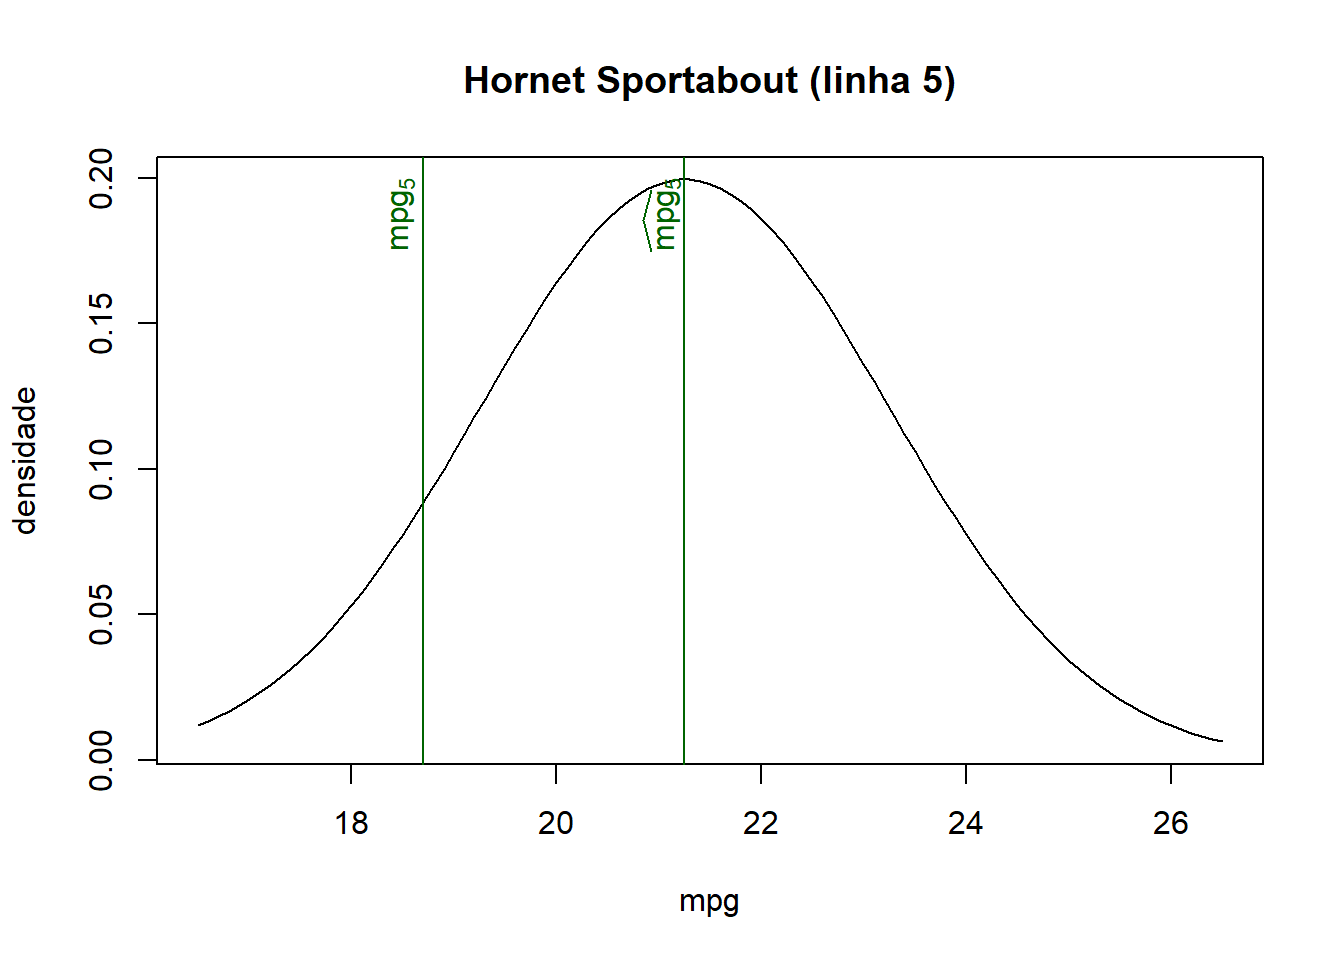 Hornet Sportabout (linha 5)
densidade
0.20
0.15
0.10
0.05
0.00
mpg₅
m͡pg₅
18 20 22 24 26
mpg